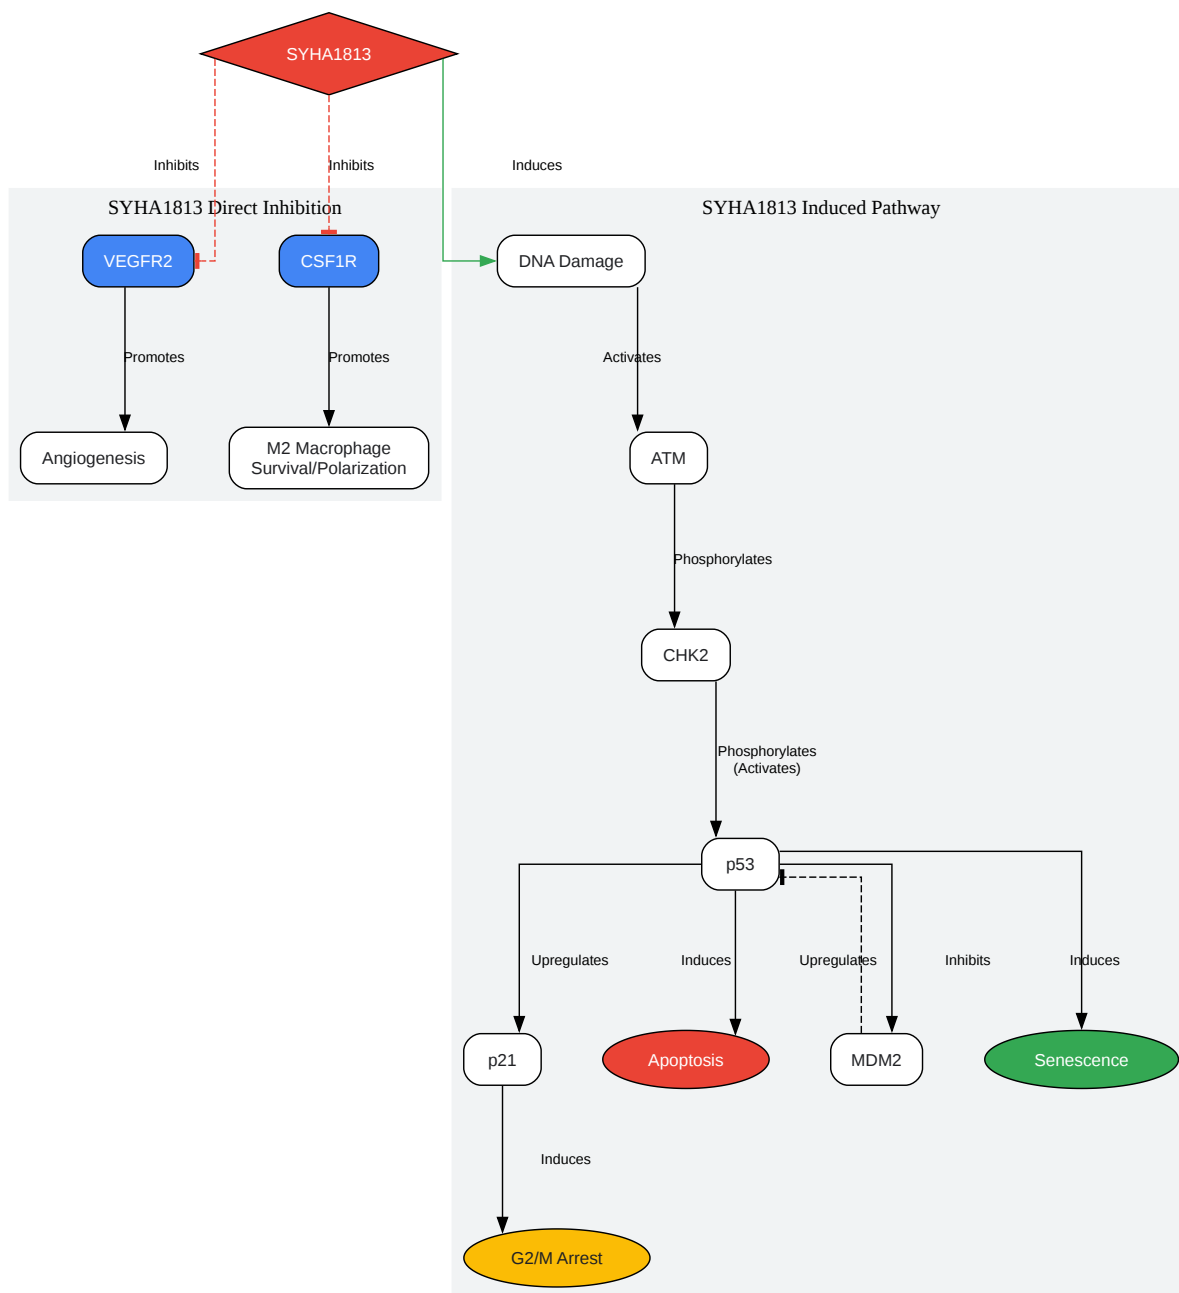 SYHA1813
Inhibits
Inhibits
Induces
SYHA1813 Direct Inhibition
SYHA1813 Induced Pathway
VEGFR2
CSF1R
DNA Damage
Promotes
Promotes
Activates
Angiogenesis
M2 Macrophage
Survival/Polarization
ATM
Phosphorylates
CHK2
Phosphorylates
(Activates)
p53
Upregulates
Induces
Upregulates
Inhibits
Induces
p21
Apoptosis
MDM2
Senescence
Induces
G2/M Arrest